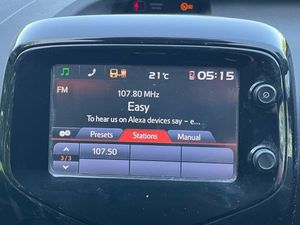 21°C 05:15
FM
107.80 MHz
Easy
To hear us on Alexa devices say - e...
Presets Stations Manual
3/3 107.50